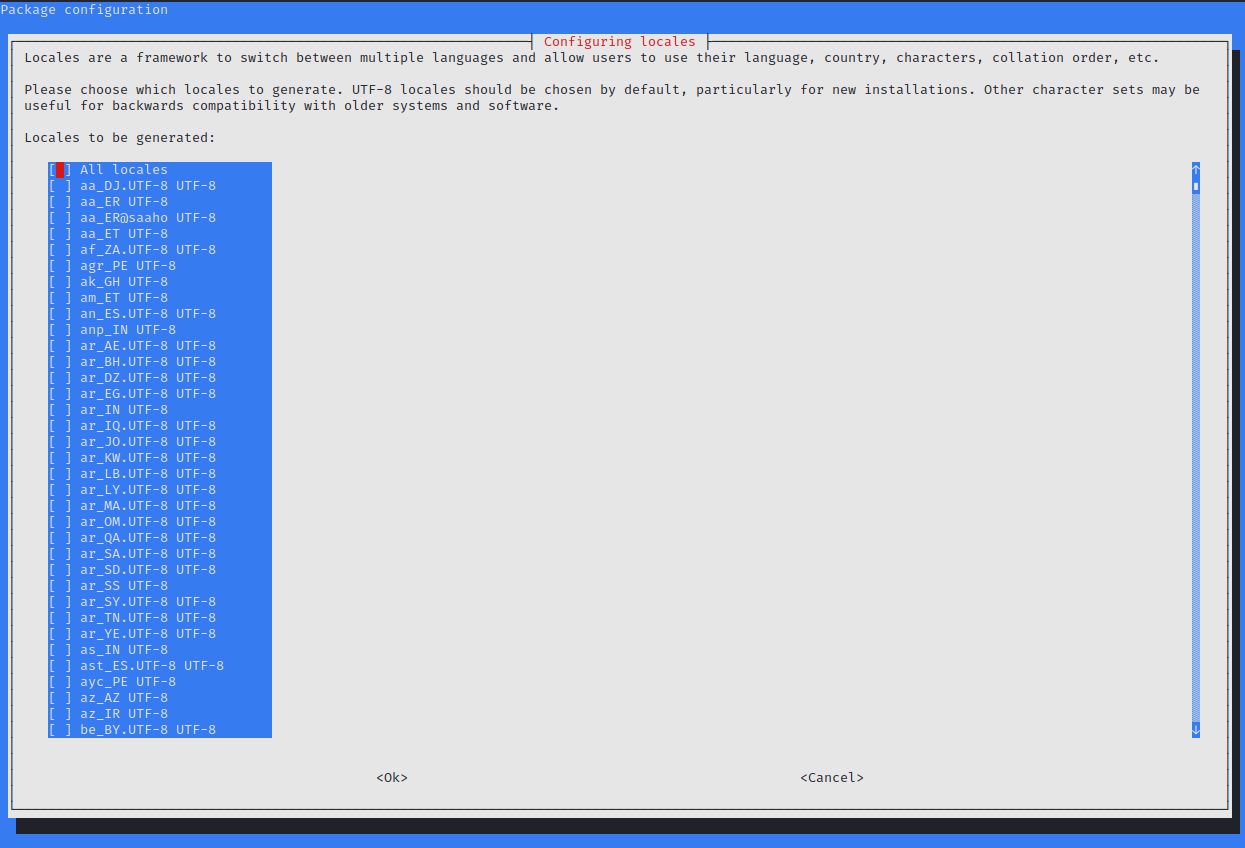 Package configuration
Configuring locales
Locales are a framework to switch between multiple languages and allow users to use their language, country, characters, collation order, etc.
Please choose which locales to generate. UTF-8 locales should be chosen by default, particularly for new installations. Other character sets may be
useful for backwards compatibility with older systems and software.
Locales to be generated:
[ ] All locales
[ ] aa_DJ.UTF-8 UTF-8
[ ] aa_ER UTF-8
[ ] aa_ER@saaho UTF-8
[ ] aa_ET UTF-8
[ ] af_ZA.UTF-8 UTF-8
[ ] agr_PE UTF-8
[ ] ak_GH UTF-8
[ ] am_ET UTF-8
[ ] an_ES.UTF-8 UTF-8
[ ] anp_IN UTF-8
[ ] ar_AE.UTF-8 UTF-8
[ ] ar_BH.UTF-8 UTF-8
[ ] ar_DZ.UTF-8 UTF-8
[ ] ar_EG.UTF-8 UTF-8
[ ] ar_IN UTF-8
[ ] ar_IQ.UTF-8 UTF-8
[ ] ar_JO.UTF-8 UTF-8
[ ] ar_KW.UTF-8 UTF-8
[ ] ar_LB.UTF-8 UTF-8
[ ] ar_LY.UTF-8 UTF-8
[ ] ar_MA.UTF-8 UTF-8
[ ] ar_OM.UTF-8 UTF-8
[ ] ar_QA.UTF-8 UTF-8
[ ] ar_SA.UTF-8 UTF-8
[ ] ar_SD.UTF-8 UTF-8
[ ] ar_SS UTF-8
[ ] ar_SY.UTF-8 UTF-8
[ ] ar_TN.UTF-8 UTF-8
[ ] ar_YE.UTF-8 UTF-8
[ ] as_IN UTF-8
[ ] ast_ES.UTF-8 UTF-8
[ ] ayc_PE UTF-8
[ ] az_AZ UTF-8
[ ] az_IR UTF-8
[ ] be_BY.UTF-8 UTF-8
<Ok> <Cancel>